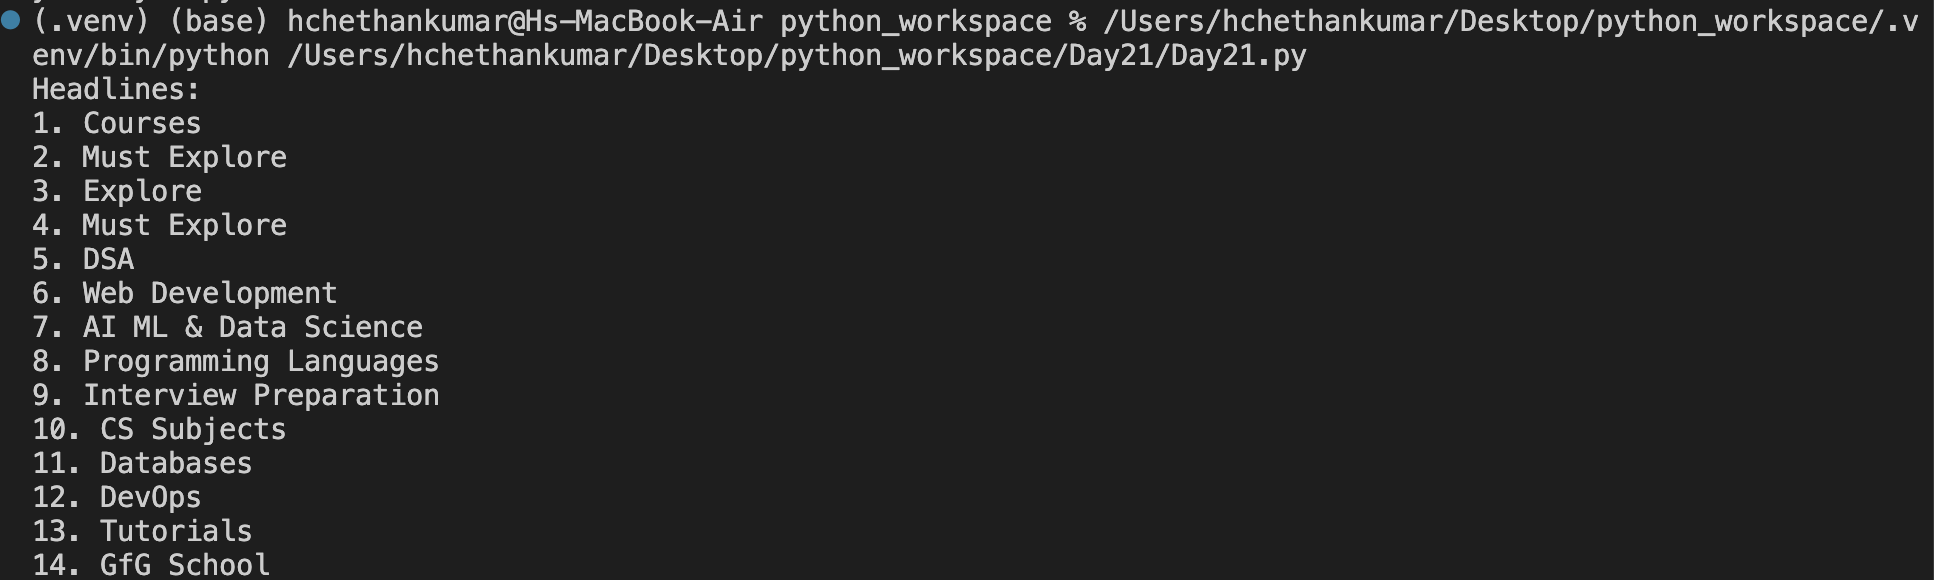 (.venv) (base) hchethankumar@Hs-MacBook-Air python_workspace % /Users/hchethankumar/Desktop/python_workspace/.v
env/bin/python /Users/hchethankumar/Desktop/python_workspace/Day21/Day21.py
Headlines:
1. Courses
2. Must Explore
3. Explore
4. Must Explore
5. DSA
6. Web Development
7. AI ML & Data Science
8. Programming Languages
9. Interview Preparation
10. CS Subjects
11. Databases
12. DevOps
13. Tutorials
14. GfG School